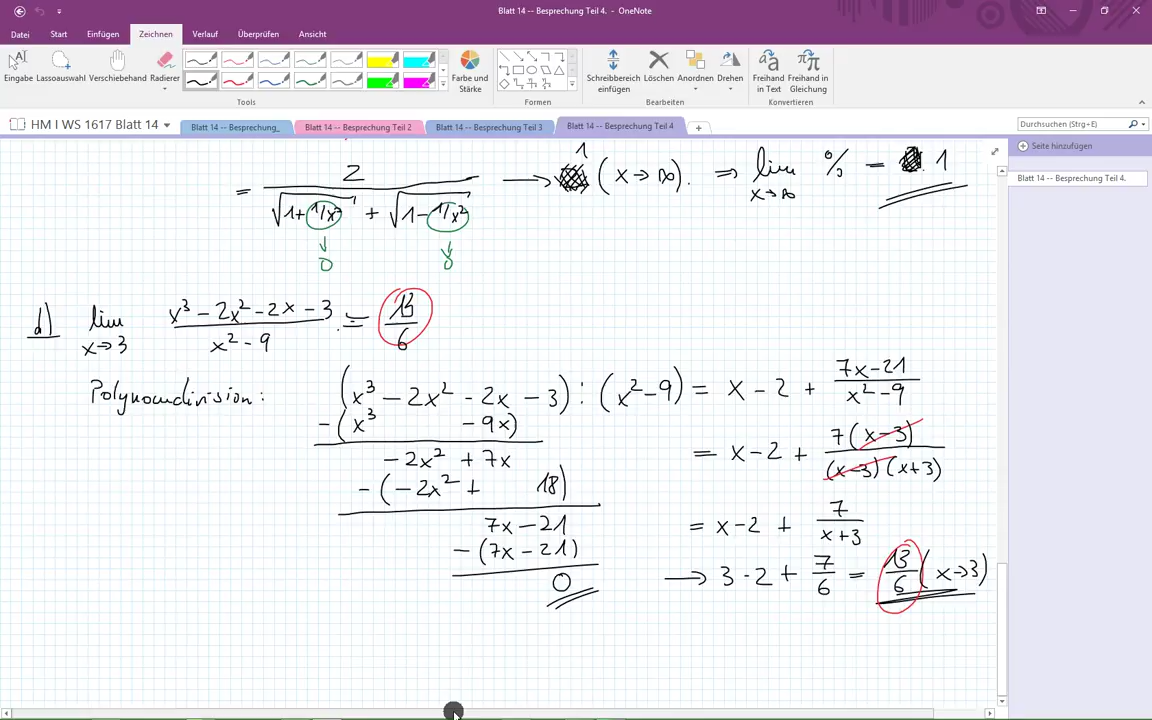 Blatt 14 -- Besprechung Teil 4. - OneNote
Datei Start Einfügen Zeichnen Verlauf Überprüfen Ansicht
Eingabe Lassoauswahl Verschiebehand Radierer Farbe und Stärke Schreibbereich einfügen Löschen Anordnen Drehen Freihand in Text Freihand in Gleichung
Tools Formen Bearbeiten Konvertieren
HM I WS 1617 Blatt 14 Blatt 14 -- Besprechung_ Blatt 14 -- Besprechung Teil 2 Blatt 14 -- Besprechung Teil 3 Blatt 14 -- Besprechung Teil 4 + Durchsuchen (Strg+E)
Seite hinzufügen
Blatt 14 -- Besprechung Teil 4.
= 2 / (√(1+1/x²) + √(1-1/x²)) → 1 (x→∞). ⇒ lim x→∞ % = 1
↓ ↓
0 0
d) lim x→3 (x³ - 2x² - 2x - 3)/(x² - 9) = 13/6
Polynomdivision: (x³ - 2x² - 2x - 3) : (x² - 9) = x - 2 + (7x - 21)/(x² - 9)
-(x³ - 9x)
= x - 2 + 7(x-3)/((x-3)(x+3))
-2x² + 7x
-(-2x² + 18)
7x - 21
= x - 2 + 7/(x+3)
-(7x - 21)
0
→ 3 - 2 + 7/6 = 13/6 (x→3)